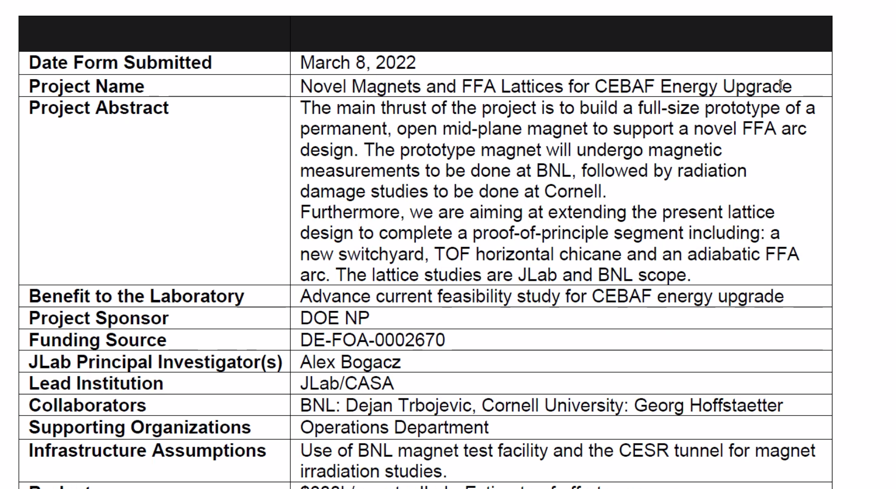 Date Form Submitted March 8, 2022
Project Name Novel Magnets and FFA Lattices for CEBAF Energy Upgrade
Project Abstract The main thrust of the project is to build a full-size prototype of a
permanent, open mid-plane magnet to support a novel FFA arc
design. The prototype magnet will undergo magnetic
measurements to be done at BNL, followed by radiation
damage studies to be done at Cornell.
Furthermore, we are aiming at extending the present lattice
design to complete a proof-of-principle segment including: a
new switchyard, TOF horizontal chicane and an adiabatic FFA
arc. The lattice studies are JLab and BNL scope.
Benefit to the Laboratory Advance current feasibility study for CEBAF energy upgrade
Project Sponsor DOE NP
Funding Source DE-FOA-0002670
JLab Principal Investigator(s) Alex Bogacz
Lead Institution JLab/CASA
Collaborators BNL: Dejan Trbojevic, Cornell University: Georg Hoffstaetter
Supporting Organizations Operations Department
Infrastructure Assumptions Use of BNL magnet test facility and the CESR tunnel for magnet
irradiation studies.